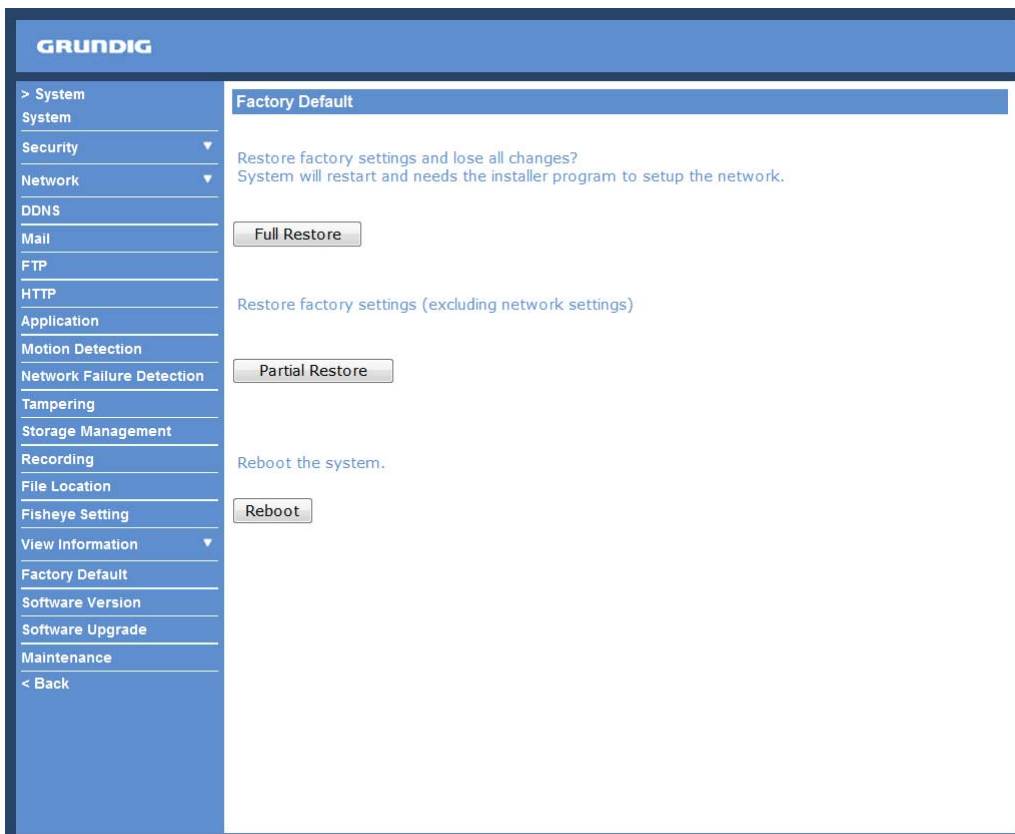 GRUNDIG
> System
System
Security
Network
DDNS
Mail
FTP
HTTP
Application
Motion Detection
Network Failure Detection
Tampering
Storage Management
Recording
File Location
Fisheye Setting
View Information
Factory Default
Software Version
Software Upgrade
Maintenance
< Back
Factory Default
Restore factory settings and lose all changes?
System will restart and needs the installer program to setup the network.
Full Restore
Restore factory settings (excluding network settings)
Partial Restore
Reboot the system.
Reboot